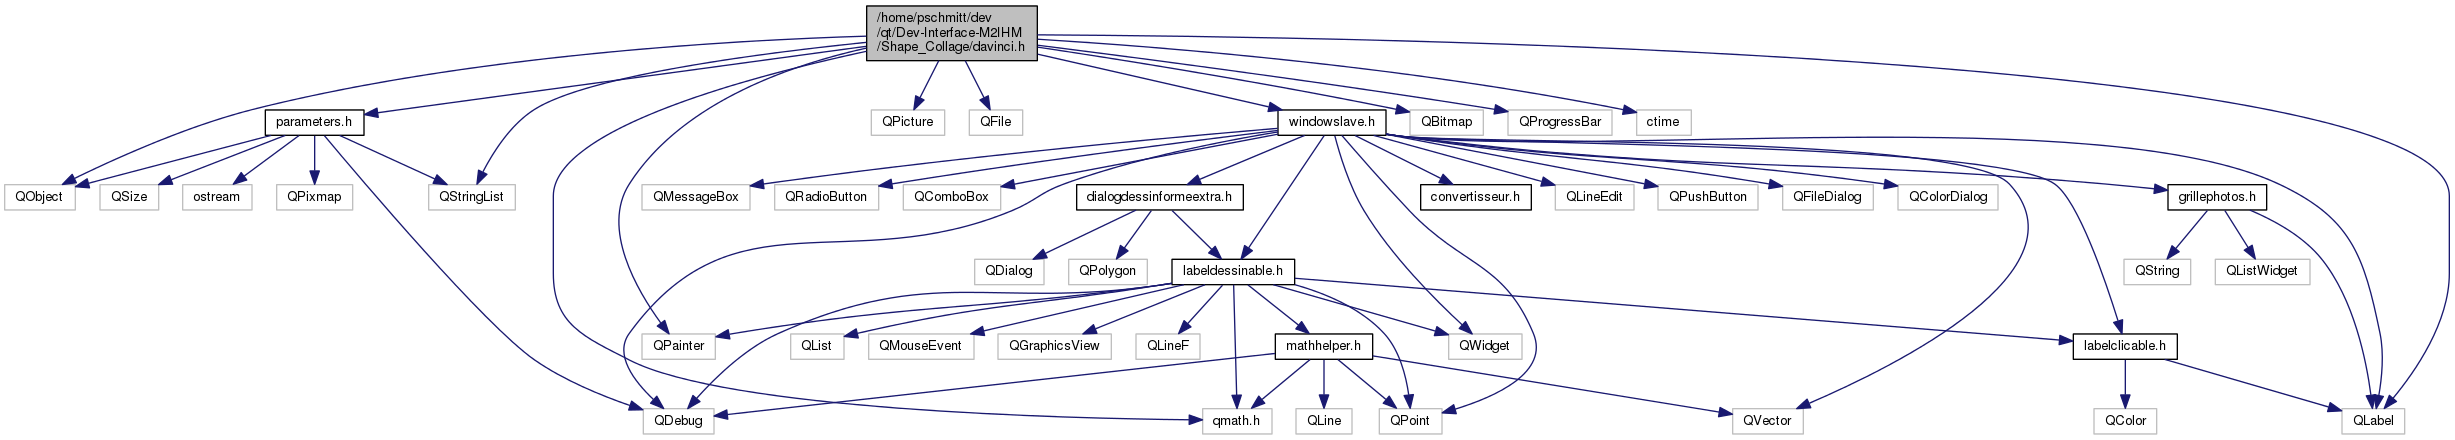 /home/pschmitt/dev
/qt/Dev-Interface-M2IHM
/Shape_Collage/davinci.h
parameters.h
QPicture
QFile
windowslave.h
QBitmap
QProgressBar
ctime
QObject
QSize
ostream
QPixmap
QStringList
QMessageBox
QRadioButton
QComboBox
dialogdessinformeextra.h
convertisseur.h
QLineEdit
QPushButton
QFileDialog
QColorDialog
grillephotos.h
QDialog
QPolygon
labeldessinable.h
QString
QListWidget
QPainter
QList
QMouseEvent
QGraphicsView
QLineF
mathhelper.h
QWidget
labelclicable.h
QDebug
qmath.h
QLine
QPoint
QVector
QColor
QLabel